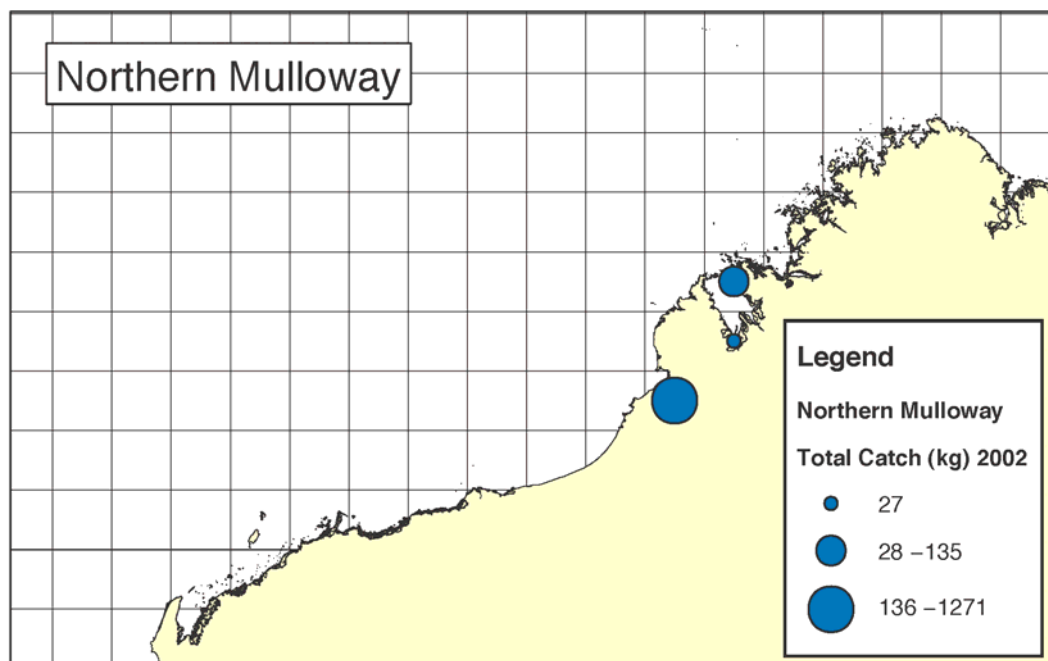 Northern Mulloway
Legend
Northern Mulloway
Total Catch (kg) 2002
27
28 –135
136 –1271